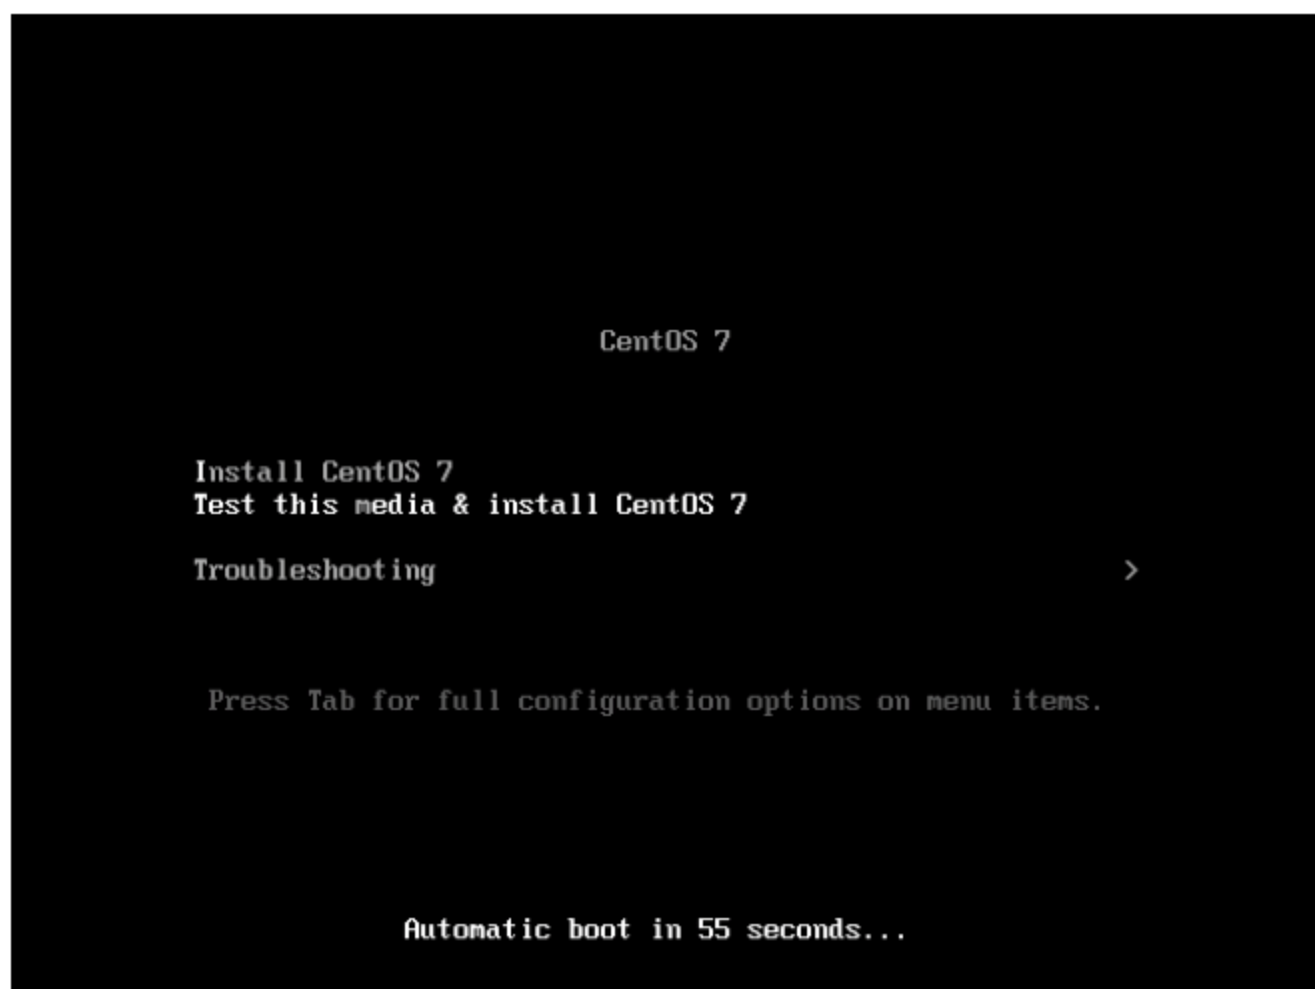 CentOS 7
Install CentOS 7
Test this media & install CentOS 7
Troubleshooting >
Press Tab for full configuration options on menu items.
Automatic boot in 55 seconds...